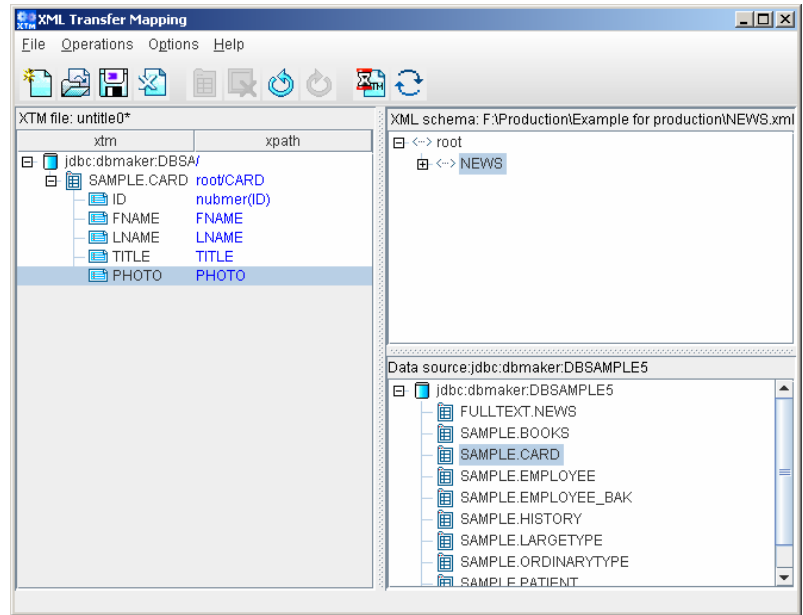 XML Transfer Mapping
File Operations Options Help
XTM file: untitle0*
xtm xpath
jdbc:dbmaker:DBSA/
SAMPLE.CARD root/CARD
ID nubmer(ID)
FNAME FNAME
LNAME LNAME
TITLE TITLE
PHOTO PHOTO
XML schema: F:\Production\Example for production\NEWS.xml
<--> root
<--> NEWS
Data source:jdbc:dbmaker:DBSAMPLE5
jdbc:dbmaker:DBSAMPLE5
FULLTEXT.NEWS
SAMPLE.BOOKS
SAMPLE.CARD
SAMPLE.EMPLOYEE
SAMPLE.EMPLOYEE_BAK
SAMPLE.HISTORY
SAMPLE.LARGETYPE
SAMPLE.ORDINARYTYPE
SAMPLE.PATIENT